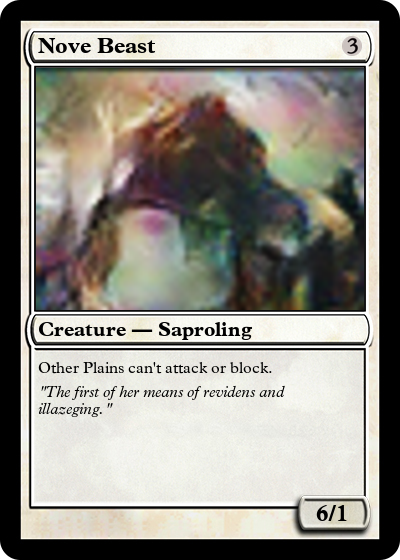 Nove Beast 3
Creature — Saproling
Other Plains can't attack or block.
"The first of her means of revidens and
illazeging."
6/1